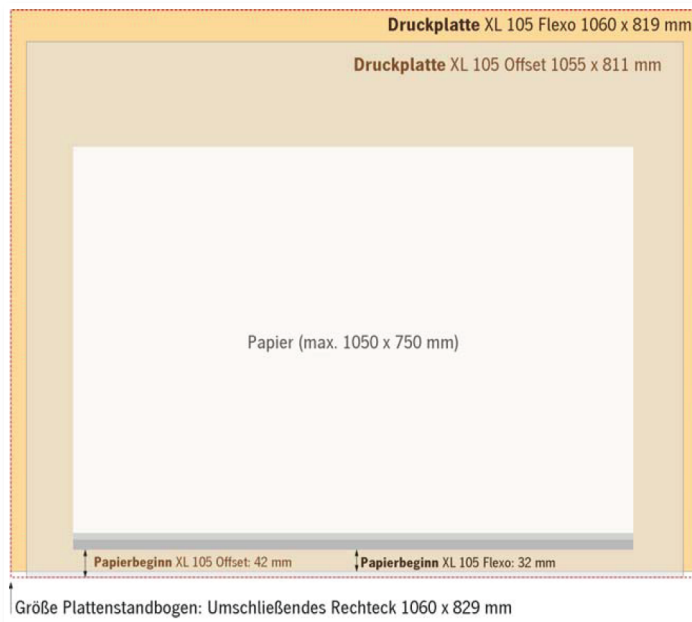 Druckplatte XL 105 Flexo 1060 x 819 mm
Druckplatte XL 105 Offset 1055 x 811 mm
Papier (max. 1050 x 750 mm)
Papierbeginn XL 105 Offset: 42 mm
Papierbeginn XL 105 Flexo: 32 mm
Größe Plattenstandbogen: Umschließendes Rechteck 1060 x 829 mm